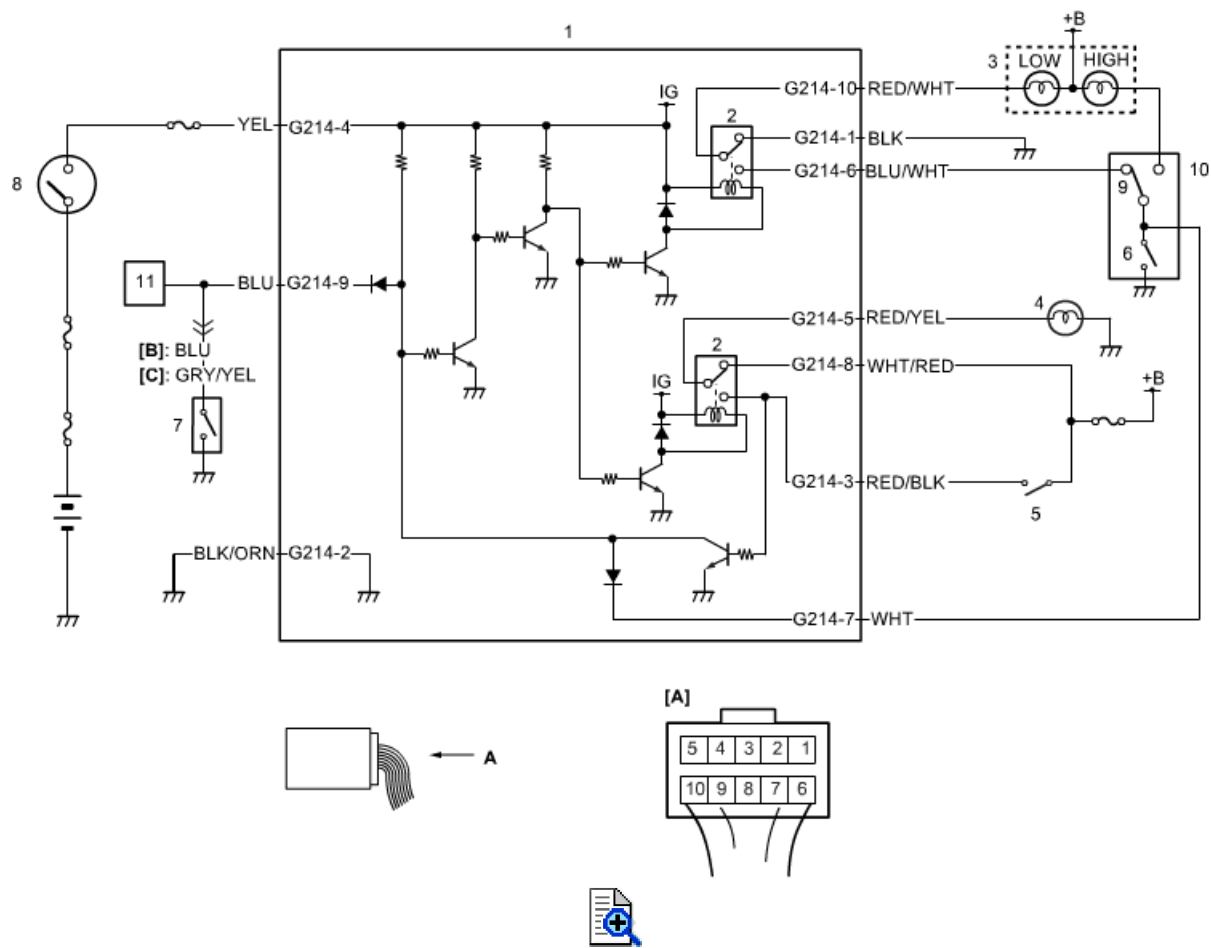 1
+B
3 LOW HIGH
IG
G214-10 RED/WHT
2
YEL G214-4
G214-1 BLK
8
G214-6 BLU/WHT
9
10
6
11
BLU G214-9
4
G214-5 RED/YEL
[B]: BLU
[C]: GRY/YEL
2
G214-8 WHT/RED
IG
+B
7
G214-3 RED/BLK
5
BLK/ORN G214-2
G214-7 WHT
[A]
A
5 4 3 2 1
10 9 8 7 6